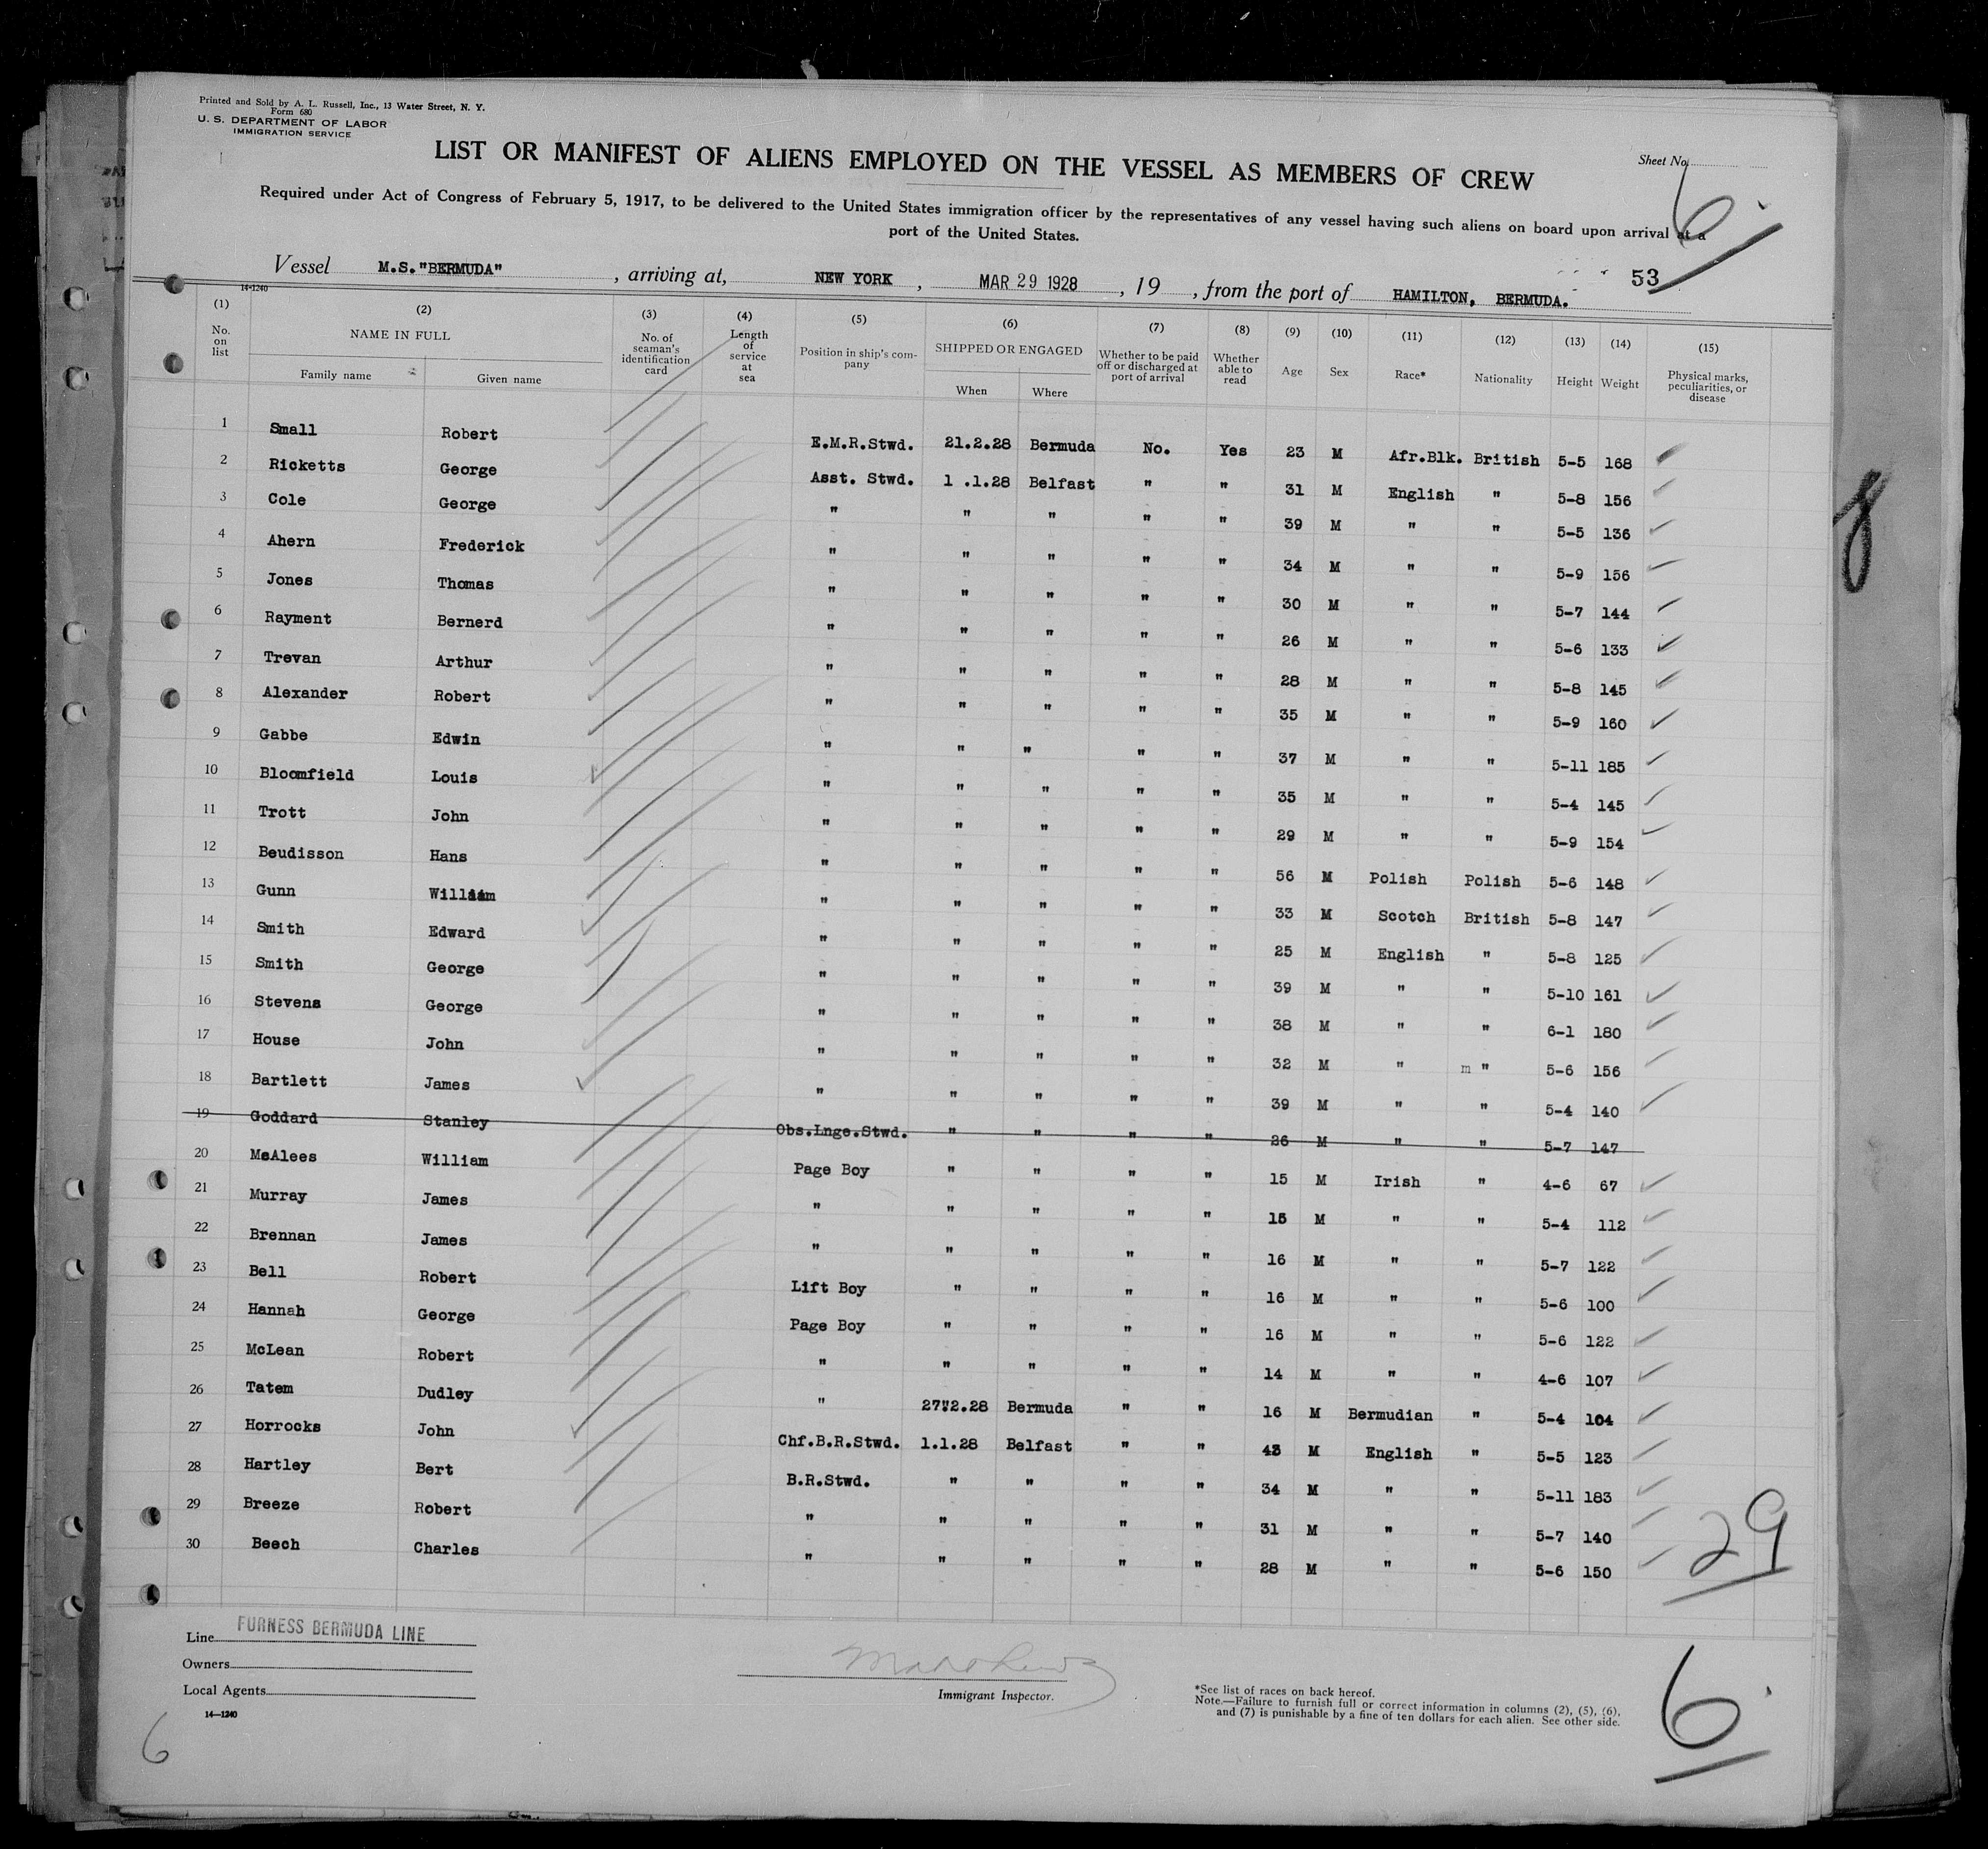 Printed and Sold by A. L. Russell, Inc., 13 Water Street, N. Y.
Form 680
U. S. DEPARTMENT OF LABOR
IMMIGRATION SERVICE
Sheet No. 6
LIST OR MANIFEST OF ALIENS EMPLOYED ON THE VESSEL AS MEMBERS OF CREW
Required under Act of Congress of February 5, 1917, to be delivered to the United States immigration officer by the representatives of any vessel having such aliens on board upon arrival at a
port of the United States.
53
Vessel M.S."BERMUDA" , arriving at, NEW YORK , MAR 29 1928 , 19 , from the port of HAMILTON, BERMUDA.
14-1240
(1) (2) (3) (4) (5) (6) (7) (8) (9) (10) (11) (12) (13) (14) (15)
No. on list NAME IN FULL Family name Given name No. of seaman's identification card Length of service at sea Position in ship's company SHIPPED OR ENGAGED When Where Whether to be paid off or discharged at port of arrival Whether able to read Age Sex Race* Nationality Height Weight Physical marks, peculiarities, or disease
1 Small Robert E.M.R.Stwd. 21.2.28 Bermuda No. Yes 23 M Afr.Blk. British 5-5 168
2 Ricketts George Asst. Stwd. 1 .1.28 Belfast " " 31 M English " 5-8 156
3 Cole George " " " " " 39 M " " 5-5 136
4 Ahern Frederick " " " " " 34 M " " 5-9 156
5 Jones Thomas " " " " " 30 M " " 5-7 144
6 Rayment Bernerd " " " " " 26 M " " 5-6 133
7 Trevan Arthur " " " " " 28 M " " 5-8 145
8 Alexander Robert " " " " " 35 M " " 5-9 160
9 Gabbe Edwin " " " " " 37 M " " 5-11 185
10 Bloomfield Louis " " " " " 35 M " " 5-4 145
11 Trott John " " " " " 29 M " " 5-9 154
12 Beudisson Hans " " " " " 56 M Polish Polish 5-6 148
13 Gunn William " " " " " 33 M Scotch British 5-8 147
14 Smith Edward " " " " " 25 M English " 5-8 125
15 Smith George " " " " " 39 M " " 5-10 161
16 Stevens George " " " " " 38 M " " 6-1 180
17 House John " " " " " 32 M " m " 5-6 156
18 Bartlett James " " " " " 39 M " " 5-4 140
19 Goddard Stanley Obs.Lnge.Stwd. " " " " 26 M " " 5-7 147
20 McAlees William Page Boy " " " " 15 M Irish " 4-6 67
21 Murray James " " " " " 15 M " " 5-4 112
22 Brennan James " " " " " 16 M " " 5-7 122
23 Bell Robert Lift Boy " " " " 16 M " " 5-6 100
24 Hannah George Page Boy " " " " 16 M " " 5-6 122
25 McLean Robert " " " " " 14 M " " 4-6 107
26 Tatem Dudley " 27.2.28 Bermuda " " 16 M Bermudian " 5-4 104
27 Horrocks John Chf.B.R.Stwd. 1.1.28 Belfast " " 43 M English " 5-5 123
28 Hartley Bert B.R.Stwd. " " " " 34 M " " 5-11 183
29 Breeze Robert " " " " " 31 M " " 5-7 140
30 Beech Charles " " " " " 28 M " " 5-6 150
29
8
Line FURNESS BERMUDA LINE
Owners
Local Agents
14—1240
Immigrant Inspector.
*See list of races on back hereof.
Note.—Failure to furnish full or correct information in columns (2), (5), (6),
and (7) is punishable by a fine of ten dollars for each alien. See other side.
6
6